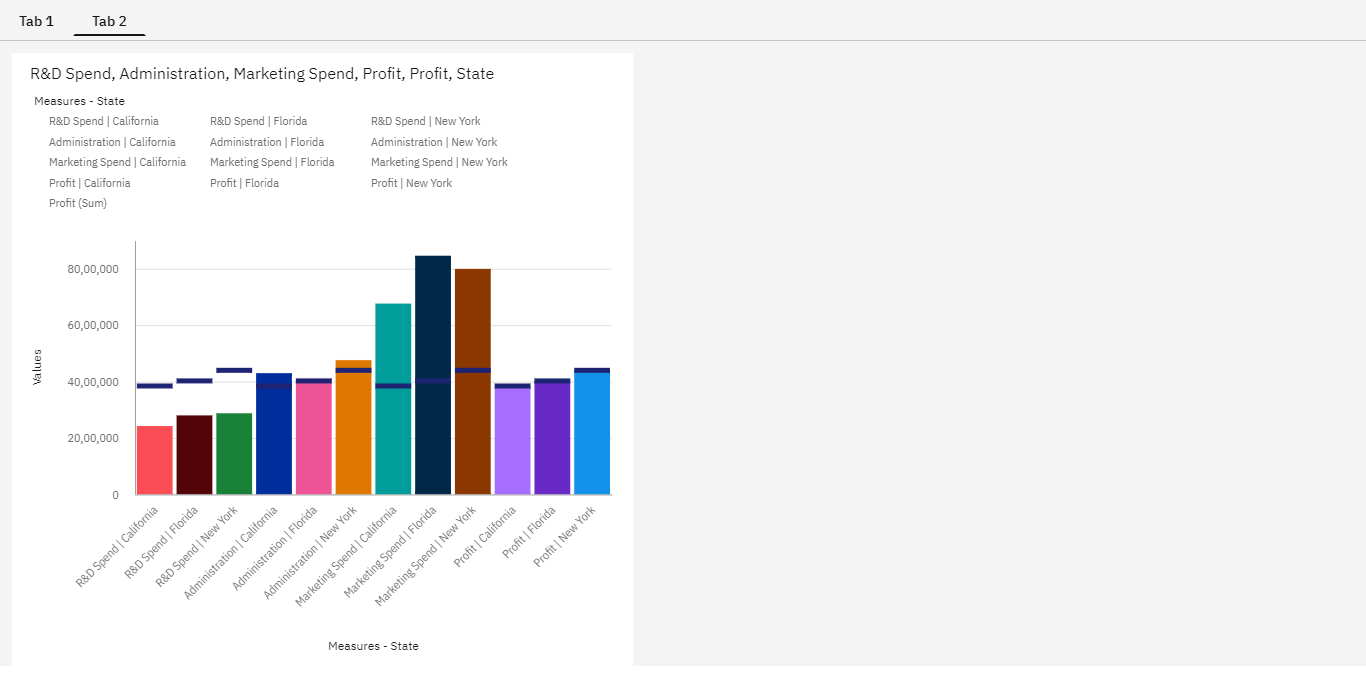 Tab 1 Tab 2
R&D Spend, Administration, Marketing Spend, Profit, Profit, State
Measures - State
R&D Spend | California R&D Spend | Florida R&D Spend | New York
Administration | California Administration | Florida Administration | New York
Marketing Spend | California Marketing Spend | Florida Marketing Spend | New York
Profit | California Profit | Florida Profit | New York
Profit (Sum)
Values
80,00,000
60,00,000
40,00,000
20,00,000
0
R&D Spend | California
R&D Spend | Florida
R&D Spend | New York
Administration | California
Administration | Florida
Administration | New York
Marketing Spend | California
Marketing Spend | Florida
Marketing Spend | New York
Profit | California
Profit | Florida
Profit | New York
Measures - State